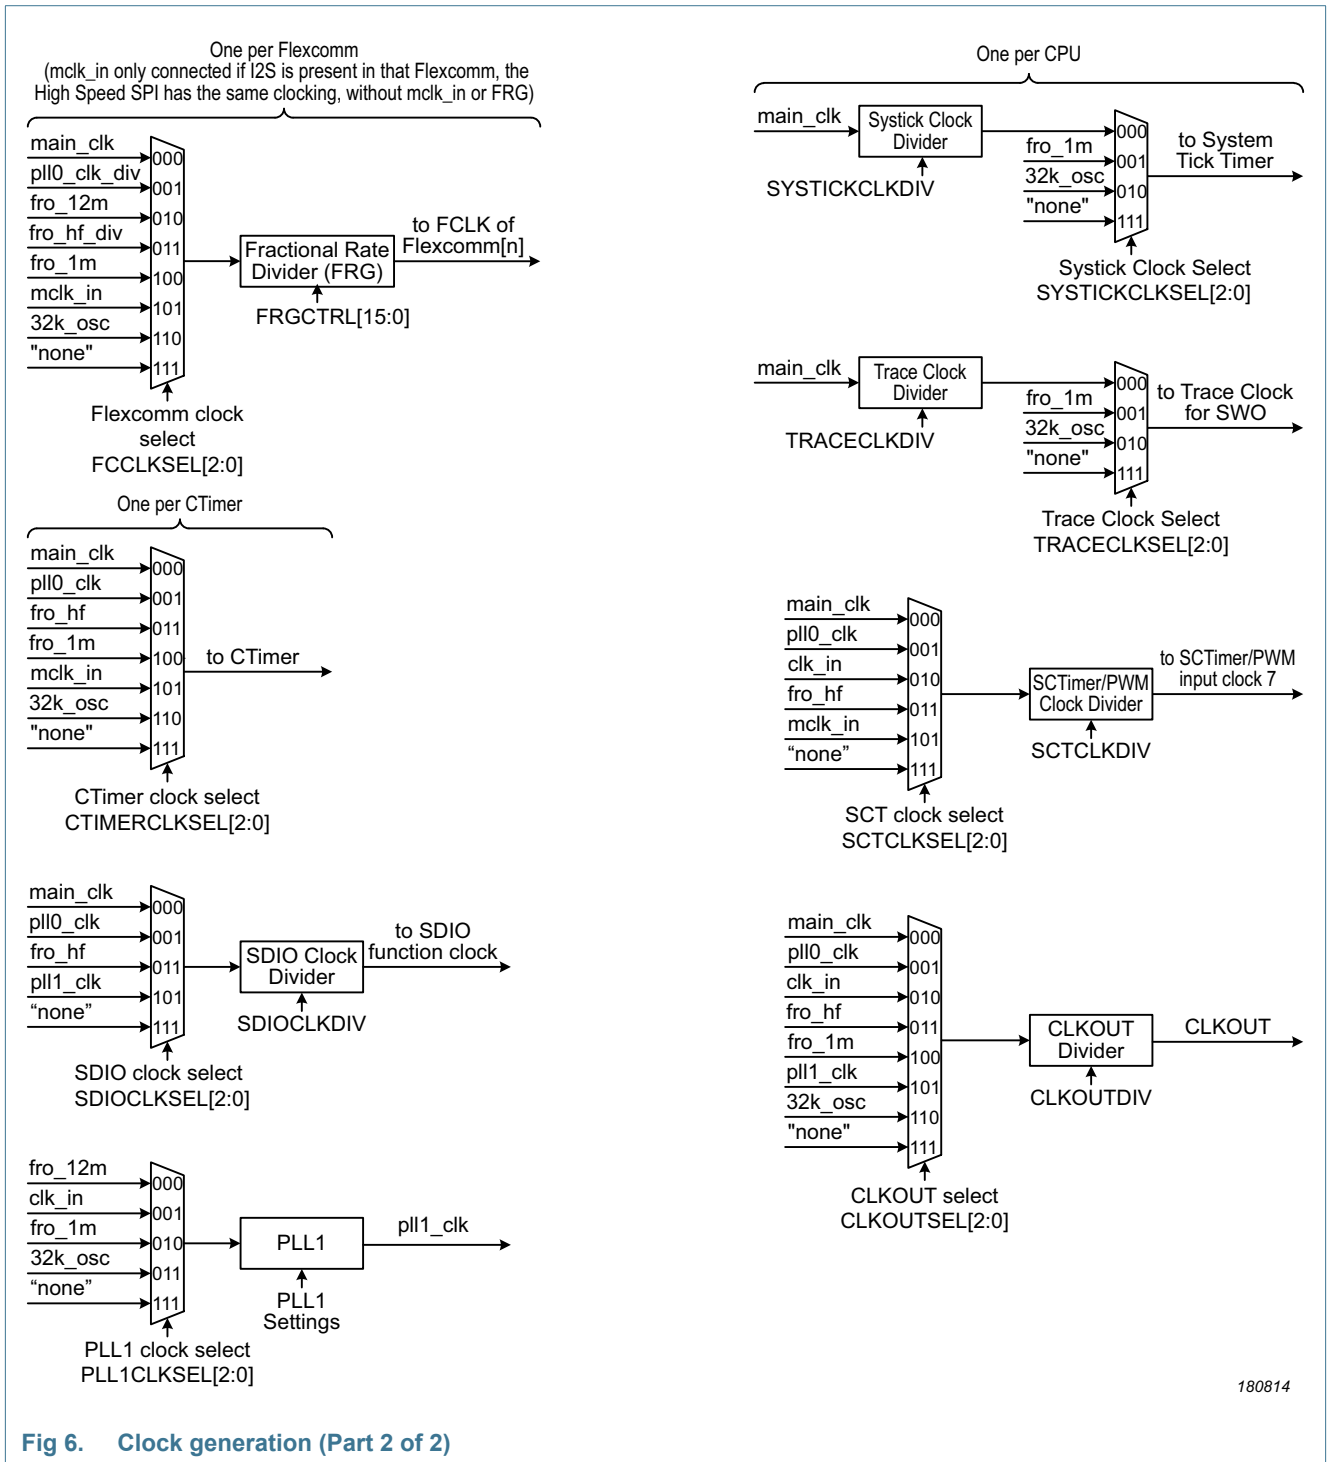 One per Flexcomm
(mclk_in only connected if I2S is present in that Flexcomm, the
High Speed SPI has the same clocking, without mclk_in or FRG)
main_clk
000
pll0_clk_div
001
fro_12m
010
fro_hf_div
011
fro_1m
100
mclk_in
101
32k_osc
110
"none"
111
Fractional Rate
Divider (FRG)
to FCLK of
Flexcomm[n]
FRGCTRL[15:0]
Flexcomm clock
select
FCCLKSEL[2:0]
One per CTimer
main_clk
000
pll0_clk
001
fro_hf
011
fro_1m
100
mclk_in
101
32k_osc
110
"none"
111
to CTimer
CTimer clock select
CTIMERCLKSEL[2:0]
main_clk
000
pll0_clk
001
fro_hf
011
pll1_clk
101
“none”
111
SDIO Clock
Divider
to SDIO
function clock
SDIOCLKDIV
SDIO clock select
SDIOCLKSEL[2:0]
fro_12m
000
clk_in
001
fro_1m
010
32k_osc
011
“none”
111
PLL1
pll1_clk
PLL1
Settings
PLL1 clock select
PLL1CLKSEL[2:0]
One per CPU
main_clk
Systick Clock
Divider
SYSTICKCLKDIV
000
fro_1m
001
32k_osc
010
"none"
111
to System
Tick Timer
Systick Clock Select
SYSTICKCLKSEL[2:0]
main_clk
Trace Clock
Divider
TRACECLKDIV
000
fro_1m
001
32k_osc
010
"none"
111
to Trace Clock
for SWO
Trace Clock Select
TRACECLKSEL[2:0]
main_clk
000
pll0_clk
001
clk_in
010
fro_hf
011
mclk_in
101
“none”
111
SCTimer/PWM
Clock Divider
to SCTimer/PWM
input clock 7
SCTCLKDIV
SCT clock select
SCTCLKSEL[2:0]
main_clk
000
pll0_clk
001
clk_in
010
fro_hf
011
fro_1m
100
pll1_clk
101
32k_osc
110
"none"
111
CLKOUT
Divider
CLKOUT
CLKOUTDIV
CLKOUT select
CLKOUTSEL[2:0]
180814
Fig 6. Clock generation (Part 2 of 2)